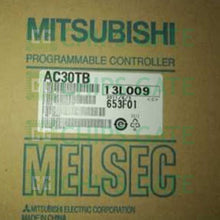 MITSUBISHI
PROGRAMMABLE CONTROLLER
AC30TB
13L009
653F01
MELSEC
MITSUBISHI ELECTRIC CORPORATION
MADE IN CHINA